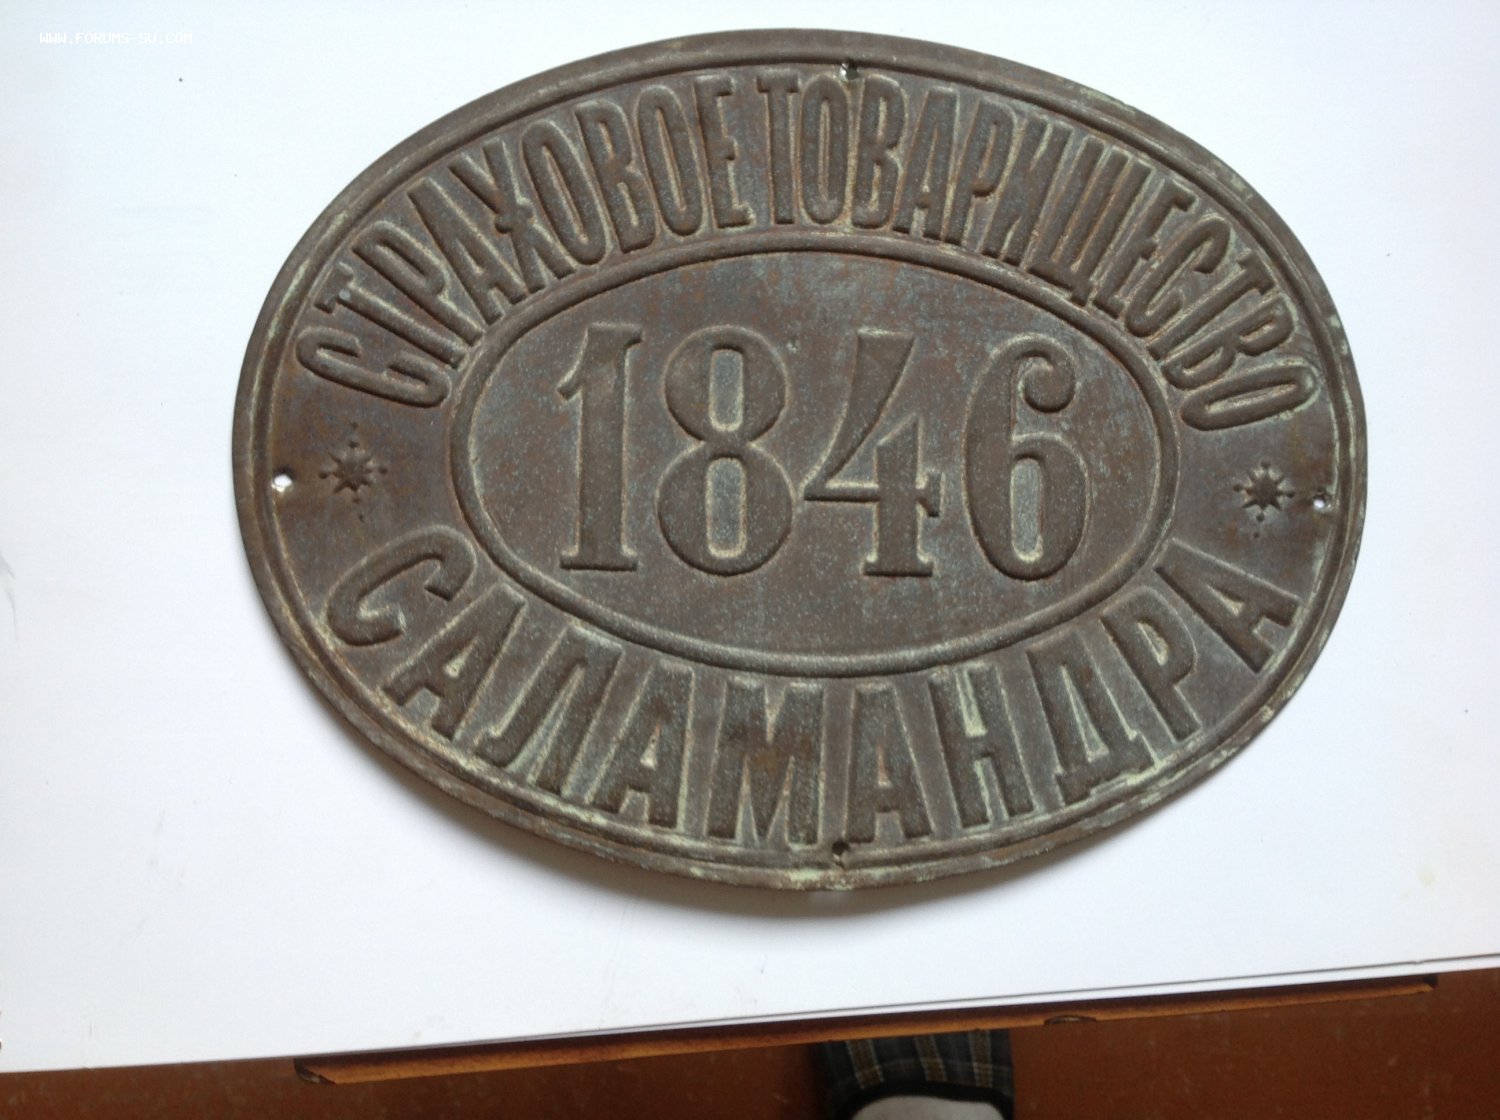 WWW.FORUMS-SU.COM
СТРАХОВОЕ ТОВАРИЩЕСТВО
1846
САЛАМАНДРА